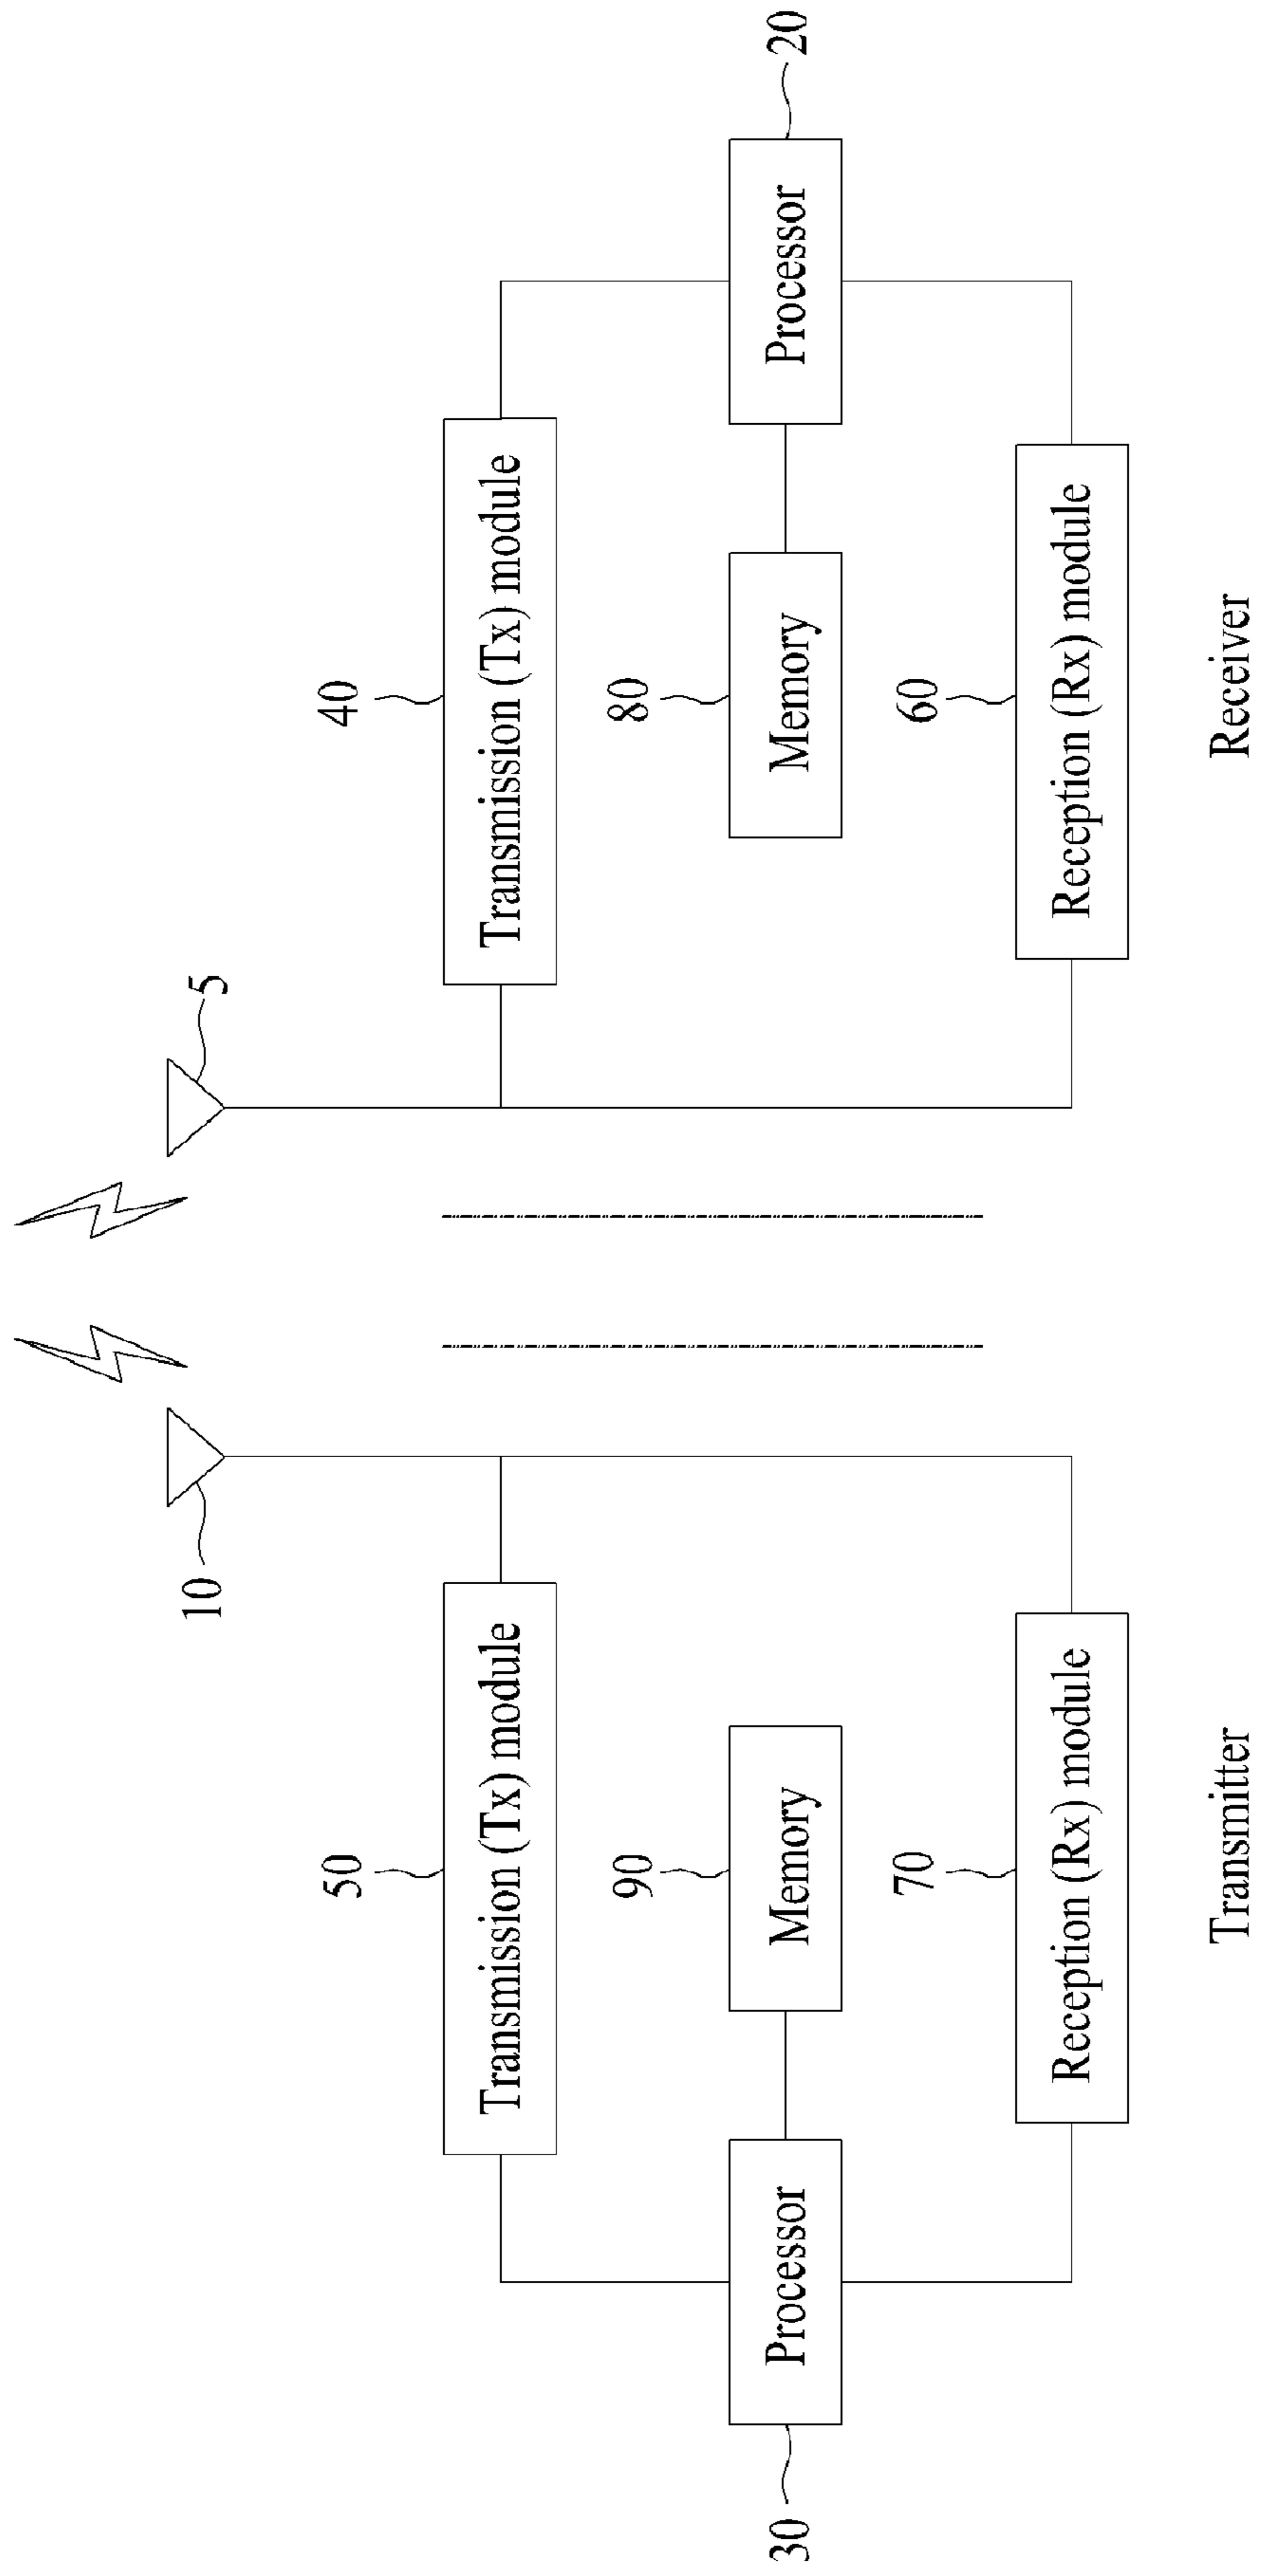 10
5
50
Transmission (Tx) module
40
Transmission (Tx) module
30
Processor
90
Memory
80
Memory
Processor
20
70
Reception (Rx) module
60
Reception (Rx) module
Transmitter
Receiver